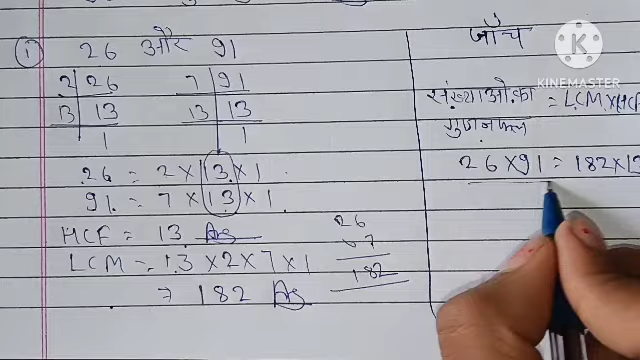 ① 26 और 91
2 | 26
13 | 13
1
7 | 91
13 | 13
1
26 = 2 × 13 × 1
91 = 7 × 13 × 1
HCF = 13 Ans
LCM = 13 × 2 × 7 × 1
= 182 Ans
26
× 7
182
जाँच
संख्याओं का = LCM × HCF
गुणनफल
26 × 91 = 182 × 13
KINEMASTER